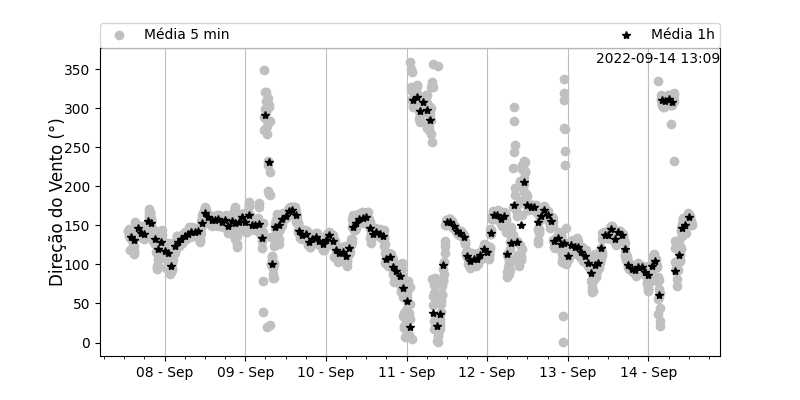 Média 5 min
Média 1h
2022-09-14 13:09
Direção do Vento (°)
350
300
250
200
150
100
50
0
08 - Sep
09 - Sep
10 - Sep
11 - Sep
12 - Sep
13 - Sep
14 - Sep